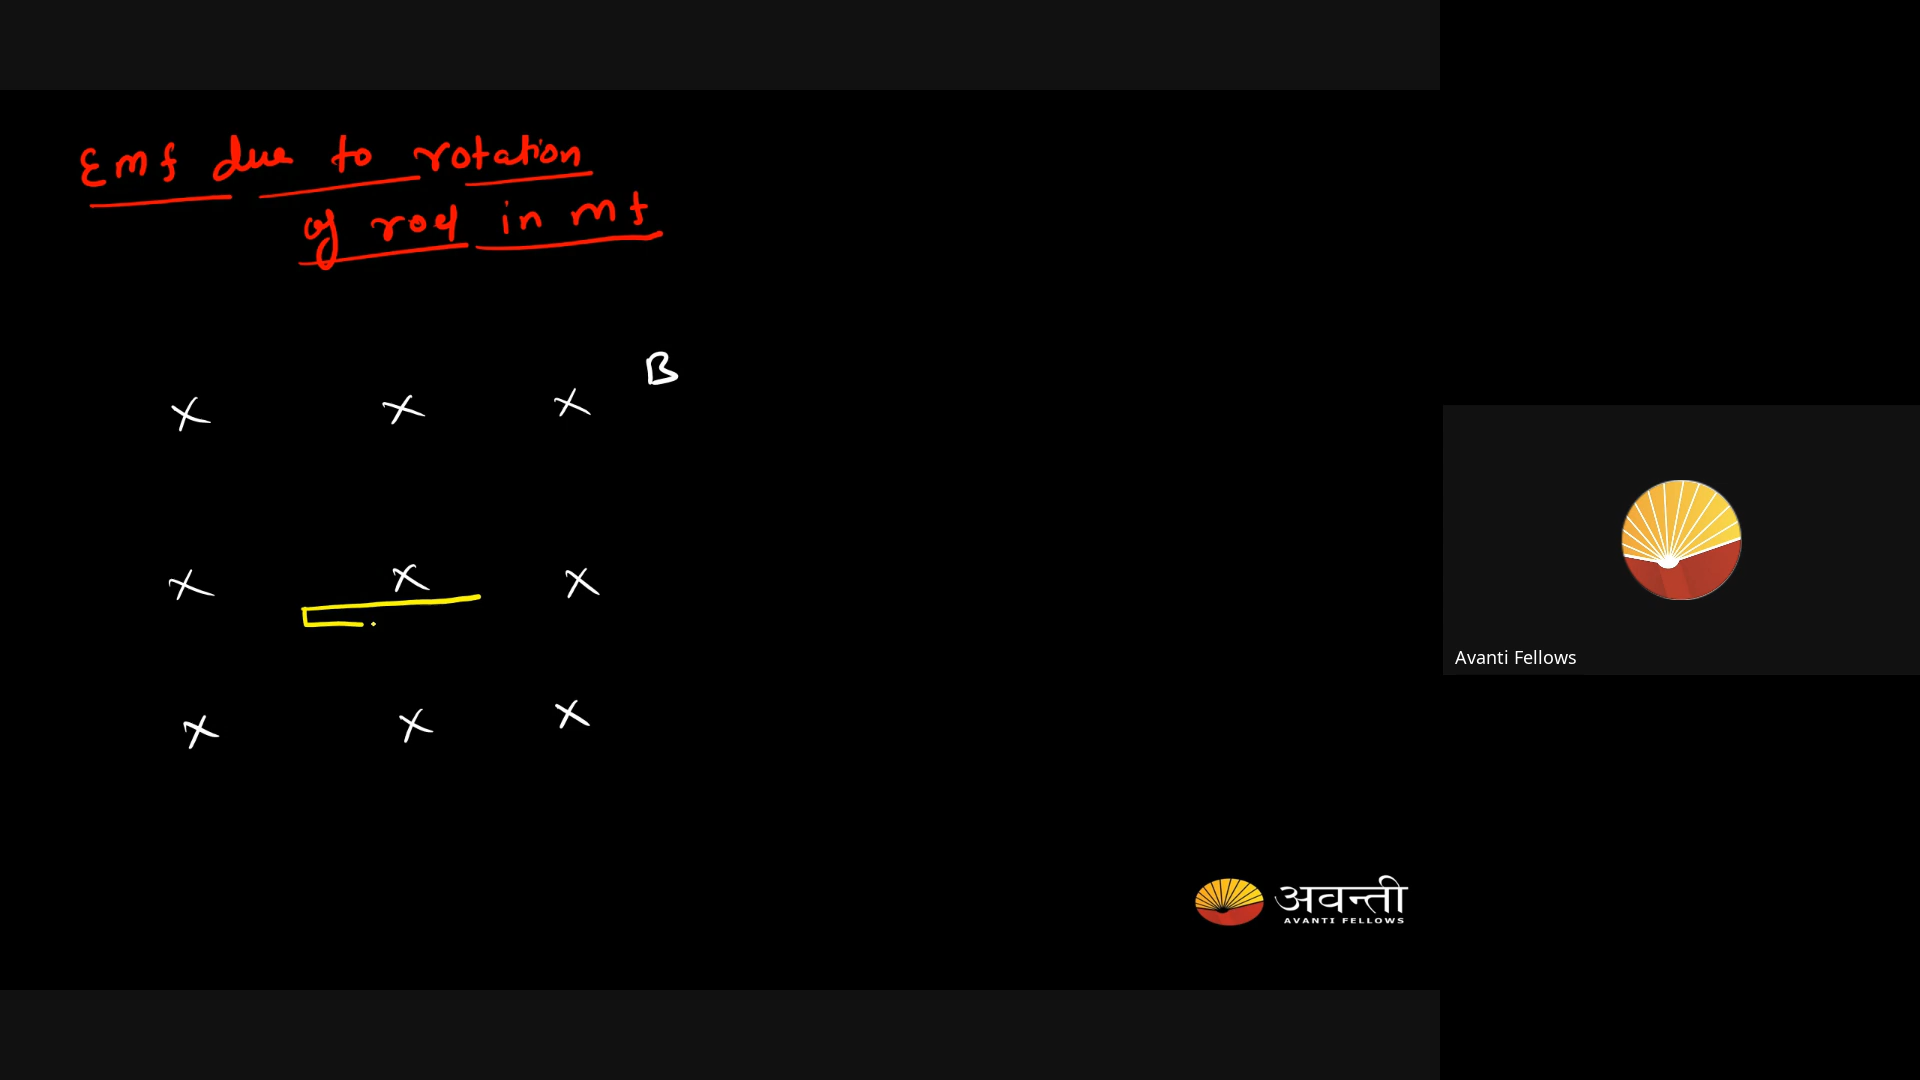 Emf due to rotation
of rod in mf
B
x x x
x x x
x x x
Avanti Fellows
अवन्ती
AVANTI FELLOWS